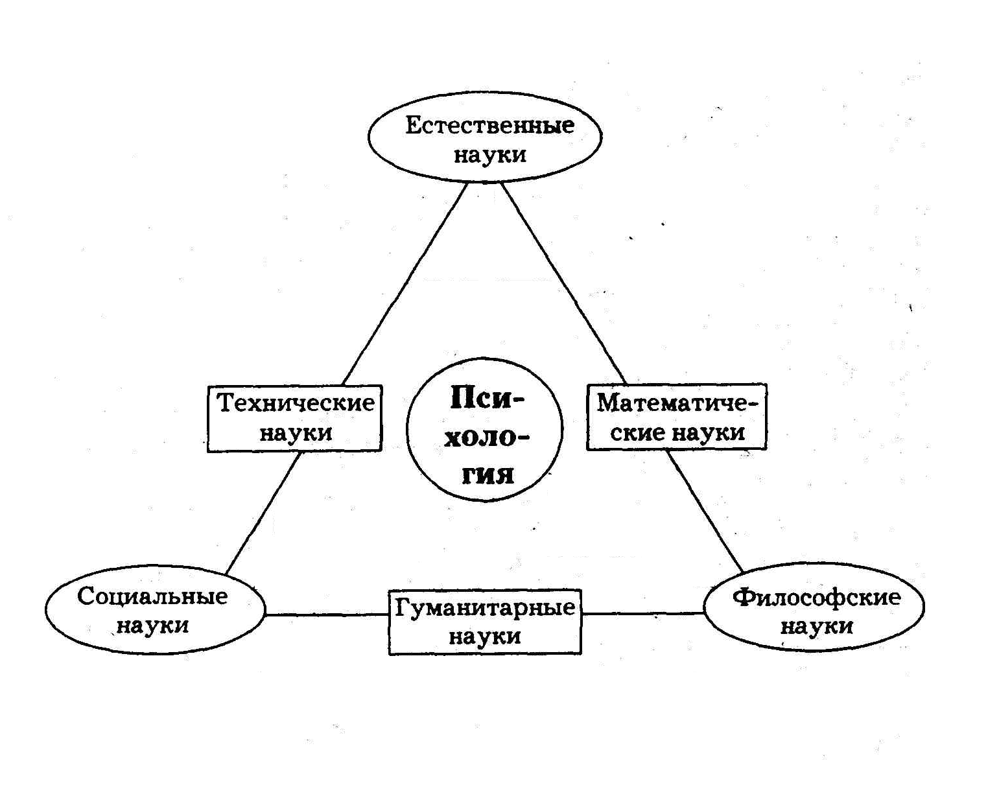 Естественные
науки
Технические
науки
Пси-
холо-
гия
Математиче-
ские науки
Социальные
науки
Гуманитарные
науки
Философские
науки